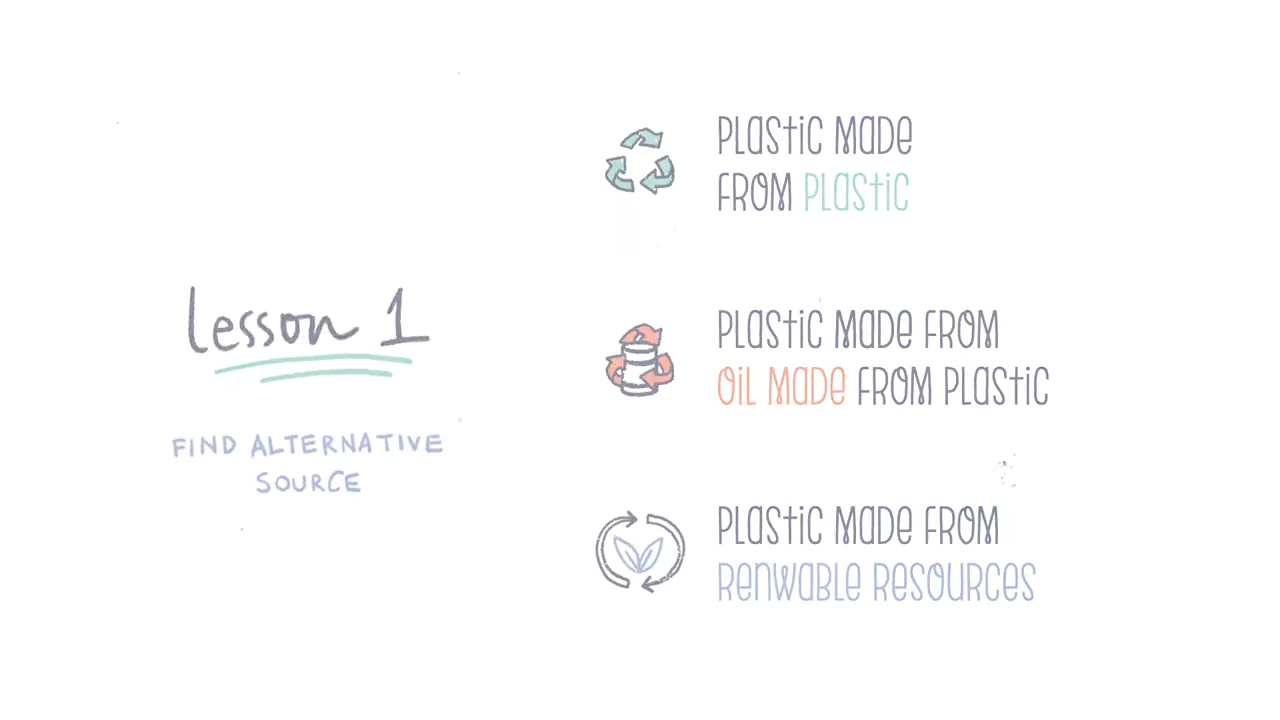 lesson 1
FIND ALTERNATIVE
SOURCE
PLASTIC MADE
FROM PLASTIC
PLASTIC MADE FROM
OIL MADE FROM PLASTIC
PLASTIC MADE FROM
RENWABLE RESOURCES